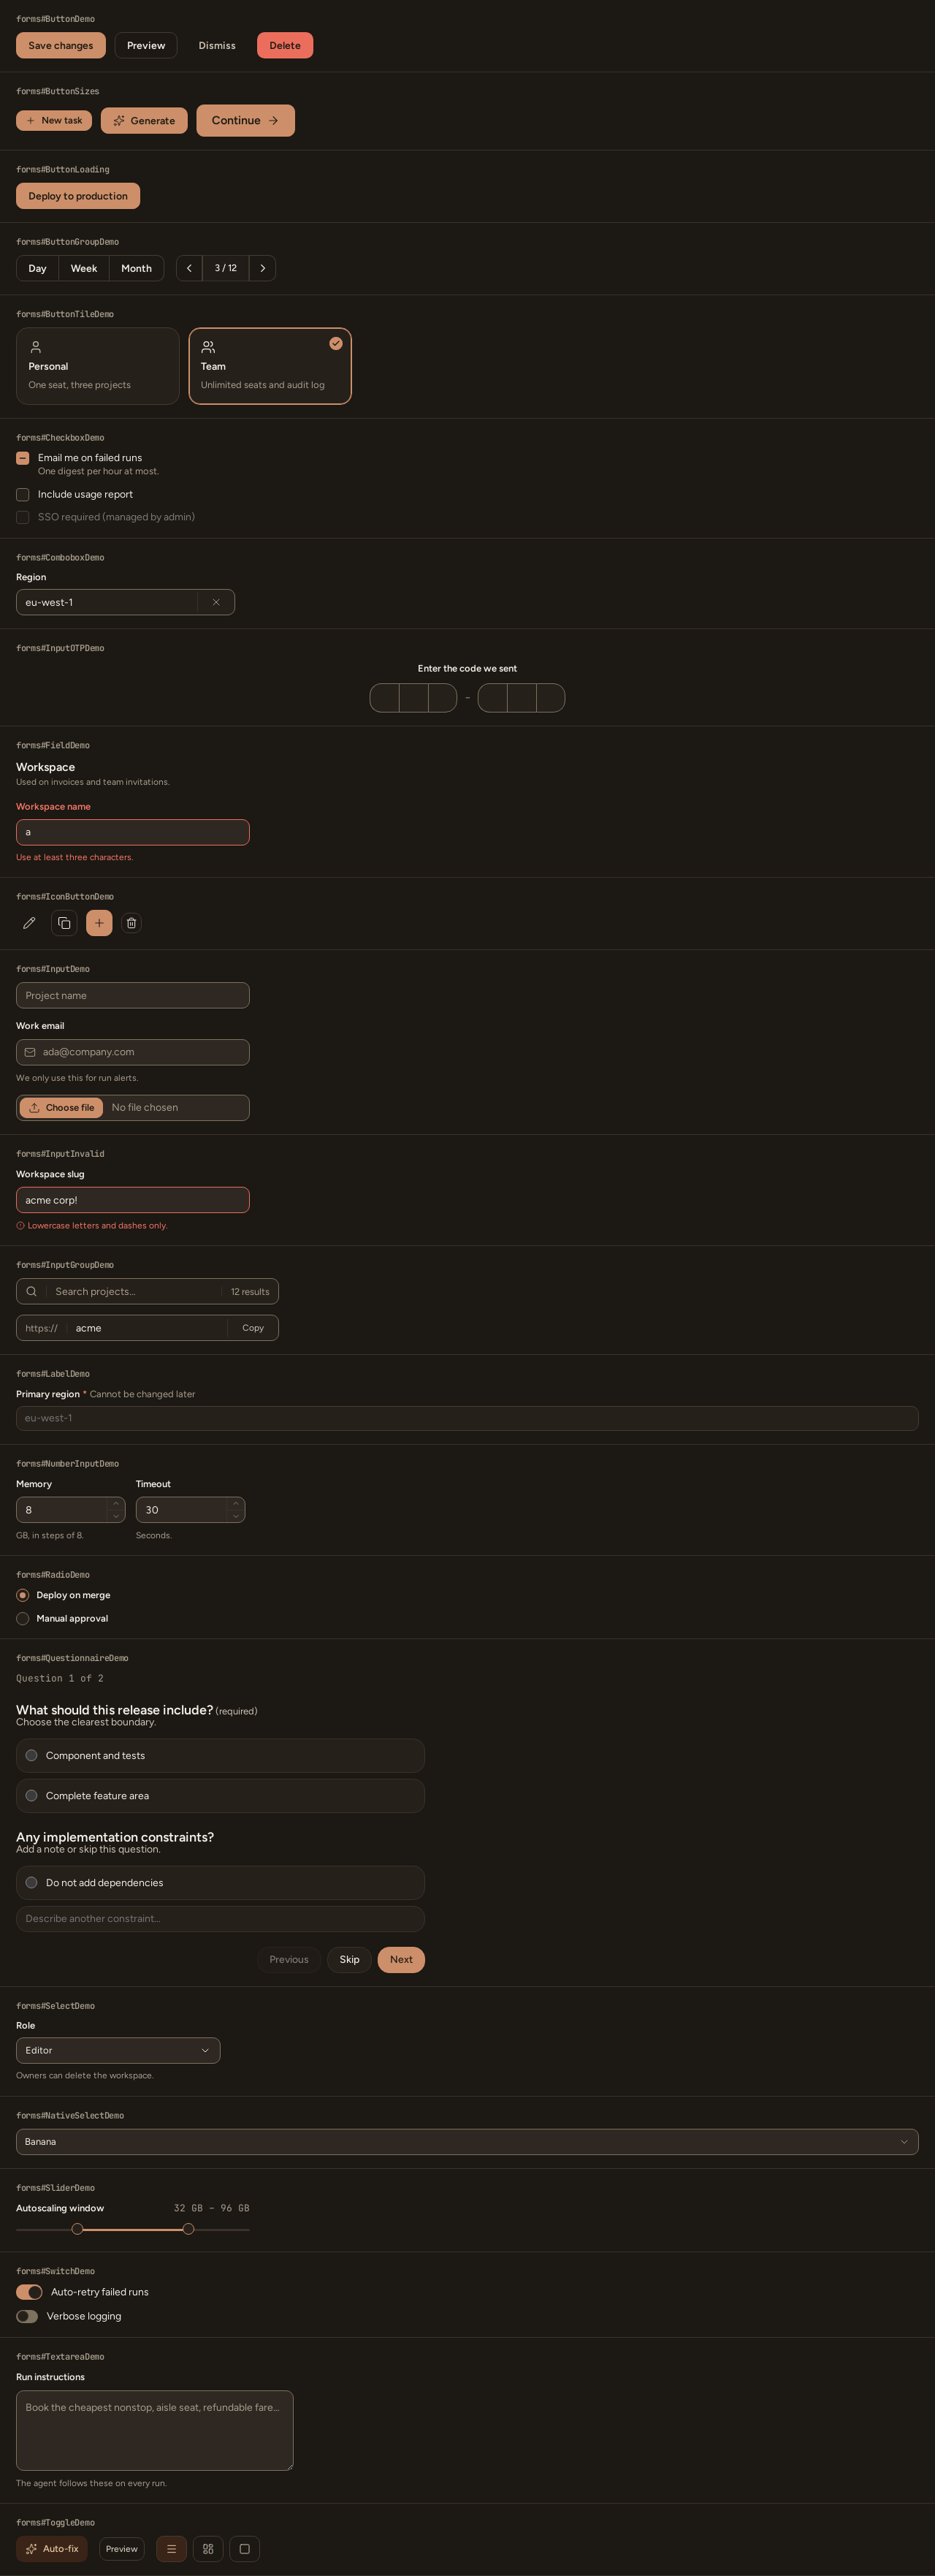 forms#ButtonDemo
Save changes Preview Dismiss Delete
forms#ButtonSizes
New task Generate Continue
forms#ButtonLoading
Deploy to production
forms#ButtonGroupDemo
Day Week Month 3 / 12
forms#ButtonTileDemo
Personal Team
One seat, three projects Unlimited seats and audit log
forms#CheckboxDemo
Email me on failed runs
One digest per hour at most.
Include usage report
SSO required (managed by admin)
forms#ComboboxDemo
Region
eu-west-1
forms#InputOTPDemo
Enter the code we sent
–
forms#FieldDemo
Workspace
Used on invoices and team invitations.
Workspace name
a
Use at least three characters.
forms#IconButtonDemo
forms#InputDemo
Project name
Work email
ada@company.com
We only use this for run alerts.
Choose file No file chosen
forms#InputInvalid
Workspace slug
acme corp!
Lowercase letters and dashes only.
forms#InputGroupDemo
Search projects... 12 results
https:// acme Copy
forms#LabelDemo
Primary region * Cannot be changed later
eu-west-1
forms#NumberInputDemo
Memory Timeout
8 30
GB, in steps of 8. Seconds.
forms#RadioDemo
Deploy on merge
Manual approval
forms#QuestionnaireDemo
Question 1 of 2
What should this release include? (required)
Choose the clearest boundary.
Component and tests
Complete feature area
Any implementation constraints?
Add a note or skip this question.
Do not add dependencies
Describe another constraint...
Previous Skip Next
forms#SelectDemo
Role
Editor
Owners can delete the workspace.
forms#NativeSelectDemo
Banana
forms#SliderDemo
Autoscaling window 32 GB – 96 GB
forms#SwitchDemo
Auto-retry failed runs
Verbose logging
forms#TextareaDemo
Run instructions
Book the cheapest nonstop, aisle seat, refundable fare...
The agent follows these on every run.
forms#ToggleDemo
Auto-fix Preview